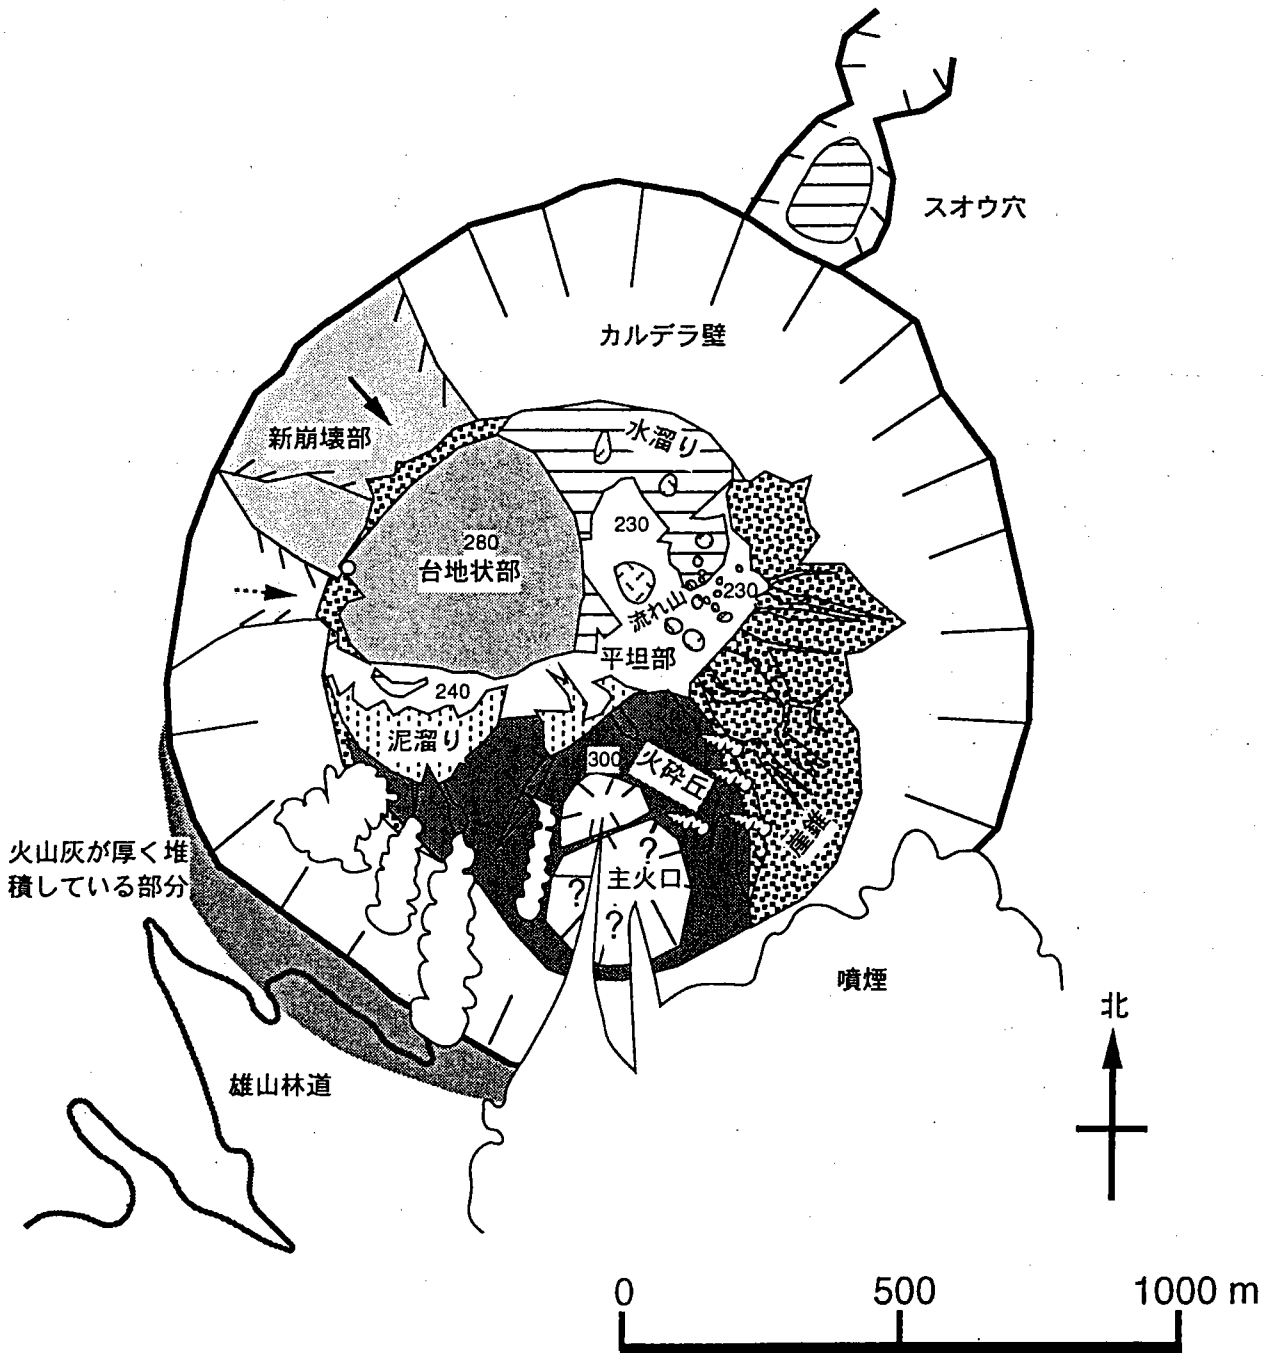 スオウ穴
カルデラ壁
新崩壊部
水溜り
230
280
台地状部
230
流れ山
平坦部
240
泥溜り
300
火砕丘
崖錐
火山灰が厚く堆
積している部分
?
主火口
?
?
噴煙
北
雄山林道
0
500
1000 m